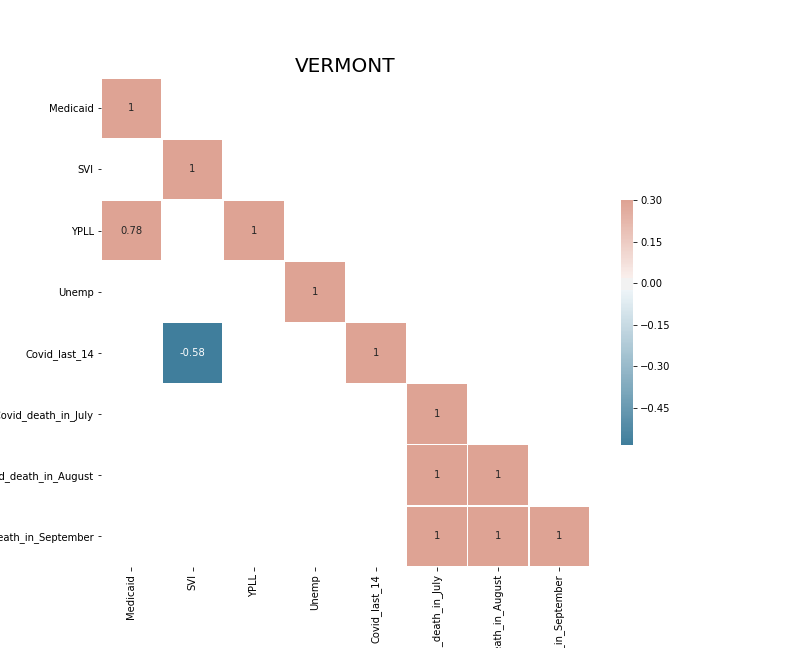 VERMONT
Medicaid 1
SVI 1
YPLL 0.78 1
Unemp 1
Covid_last_14 -0.58 1
ovid_death_in_July 1
d_death_in_August 1 1
eath_in_September 1 1 1
Medicaid SVI YPLL Unemp Covid_last_14 _death_in_July eath_in_August _in_September
0.30
0.15
0.00
−0.15
−0.30
−0.45